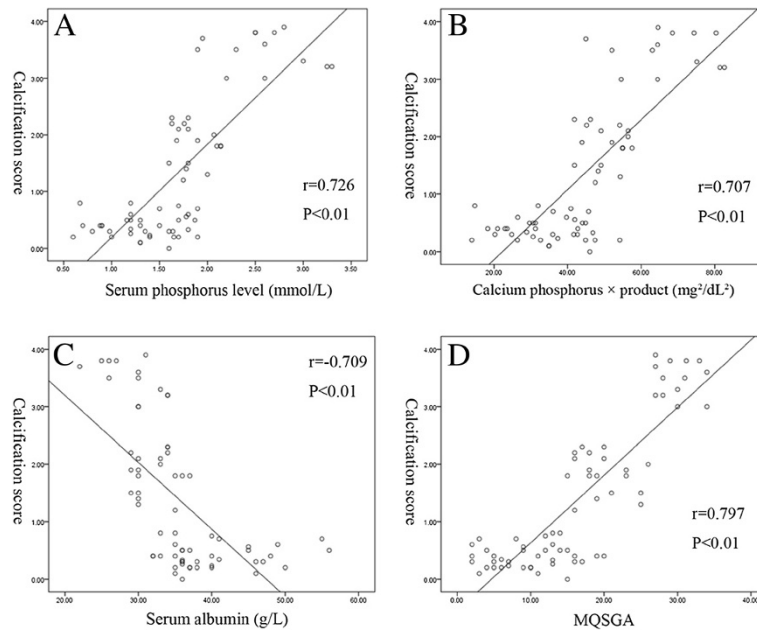 A
Calcification score
4.00
3.00
2.00
1.00
0.00
r=0.726
P<0.01
.50 1.00 1.50 2.00 2.50 3.00 3.50
Serum phosphorus level (mmol/L)
B
Calcification score
4.00
3.00
2.00
1.00
0.00
r=0.707
P<0.01
20.00 40.00 60.00 80.00
Calcium phosphorus × product (mg²/dL²)
C
Calcification score
4.00
3.00
2.00
1.00
0.00
r=-0.709
P<0.01
20.00 30.00 40.00 50.00 60.00
Serum albumin (g/L)
D
Calcification score
4.00
3.00
2.00
1.00
0.00
r=0.797
P<0.01
0.00 10.00 20.00 30.00 40.00
MQSGA